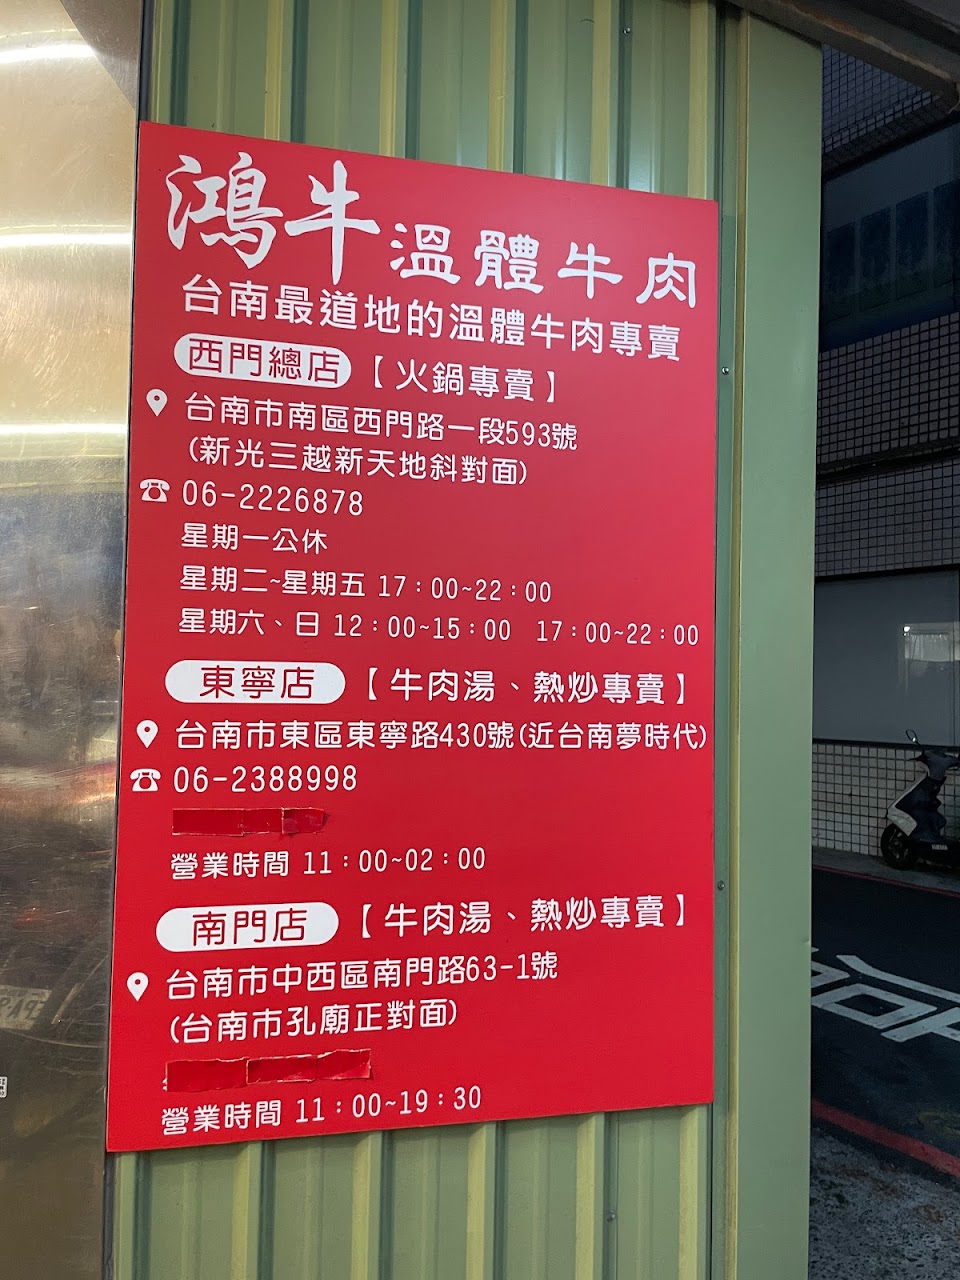 鴻牛溫體牛肉
台南最道地的溫體牛肉專賣
西門總店【火鍋專賣】
台南市南區西門路一段593號
(新光三越新天地斜對面)
06-2226878
星期一公休
星期二~星期五 17：00~22：00
星期六、日 12：00~15：00 17：00~22：00
東寧店【牛肉湯、熱炒專賣】
台南市東區東寧路430號(近台南夢時代)
06-2388998
營業時間 11：00~02：00
南門店【牛肉湯、熱炒專賣】
台南市中西區南門路63-1號
(台南市孔廟正對面)
營業時間 11：00~19：30